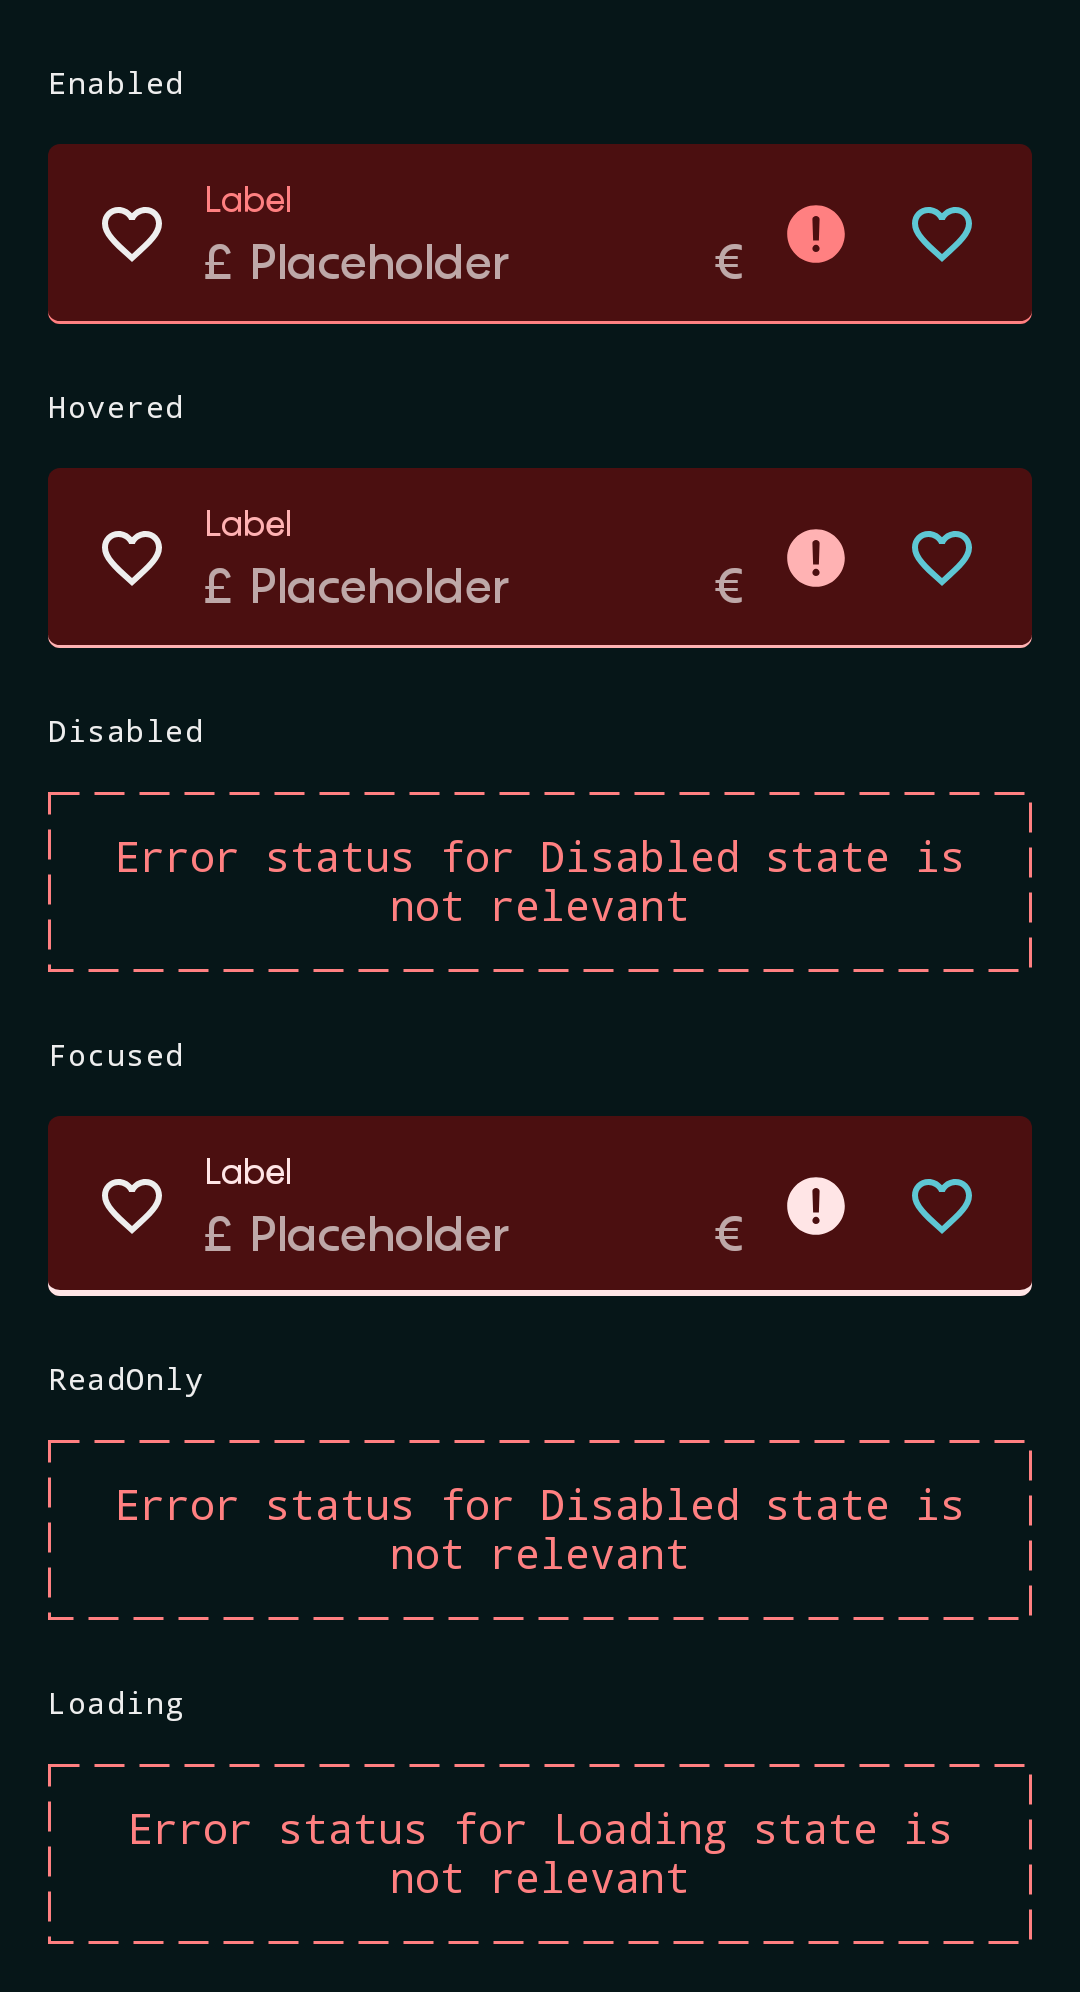 Enabled
Label
£ Placeholder €
Hovered
Label
£ Placeholder €
Disabled
Error status for Disabled state is
not relevant
Focused
Label
£ Placeholder €
ReadOnly
Error status for Disabled state is
not relevant
Loading
Error status for Loading state is
not relevant